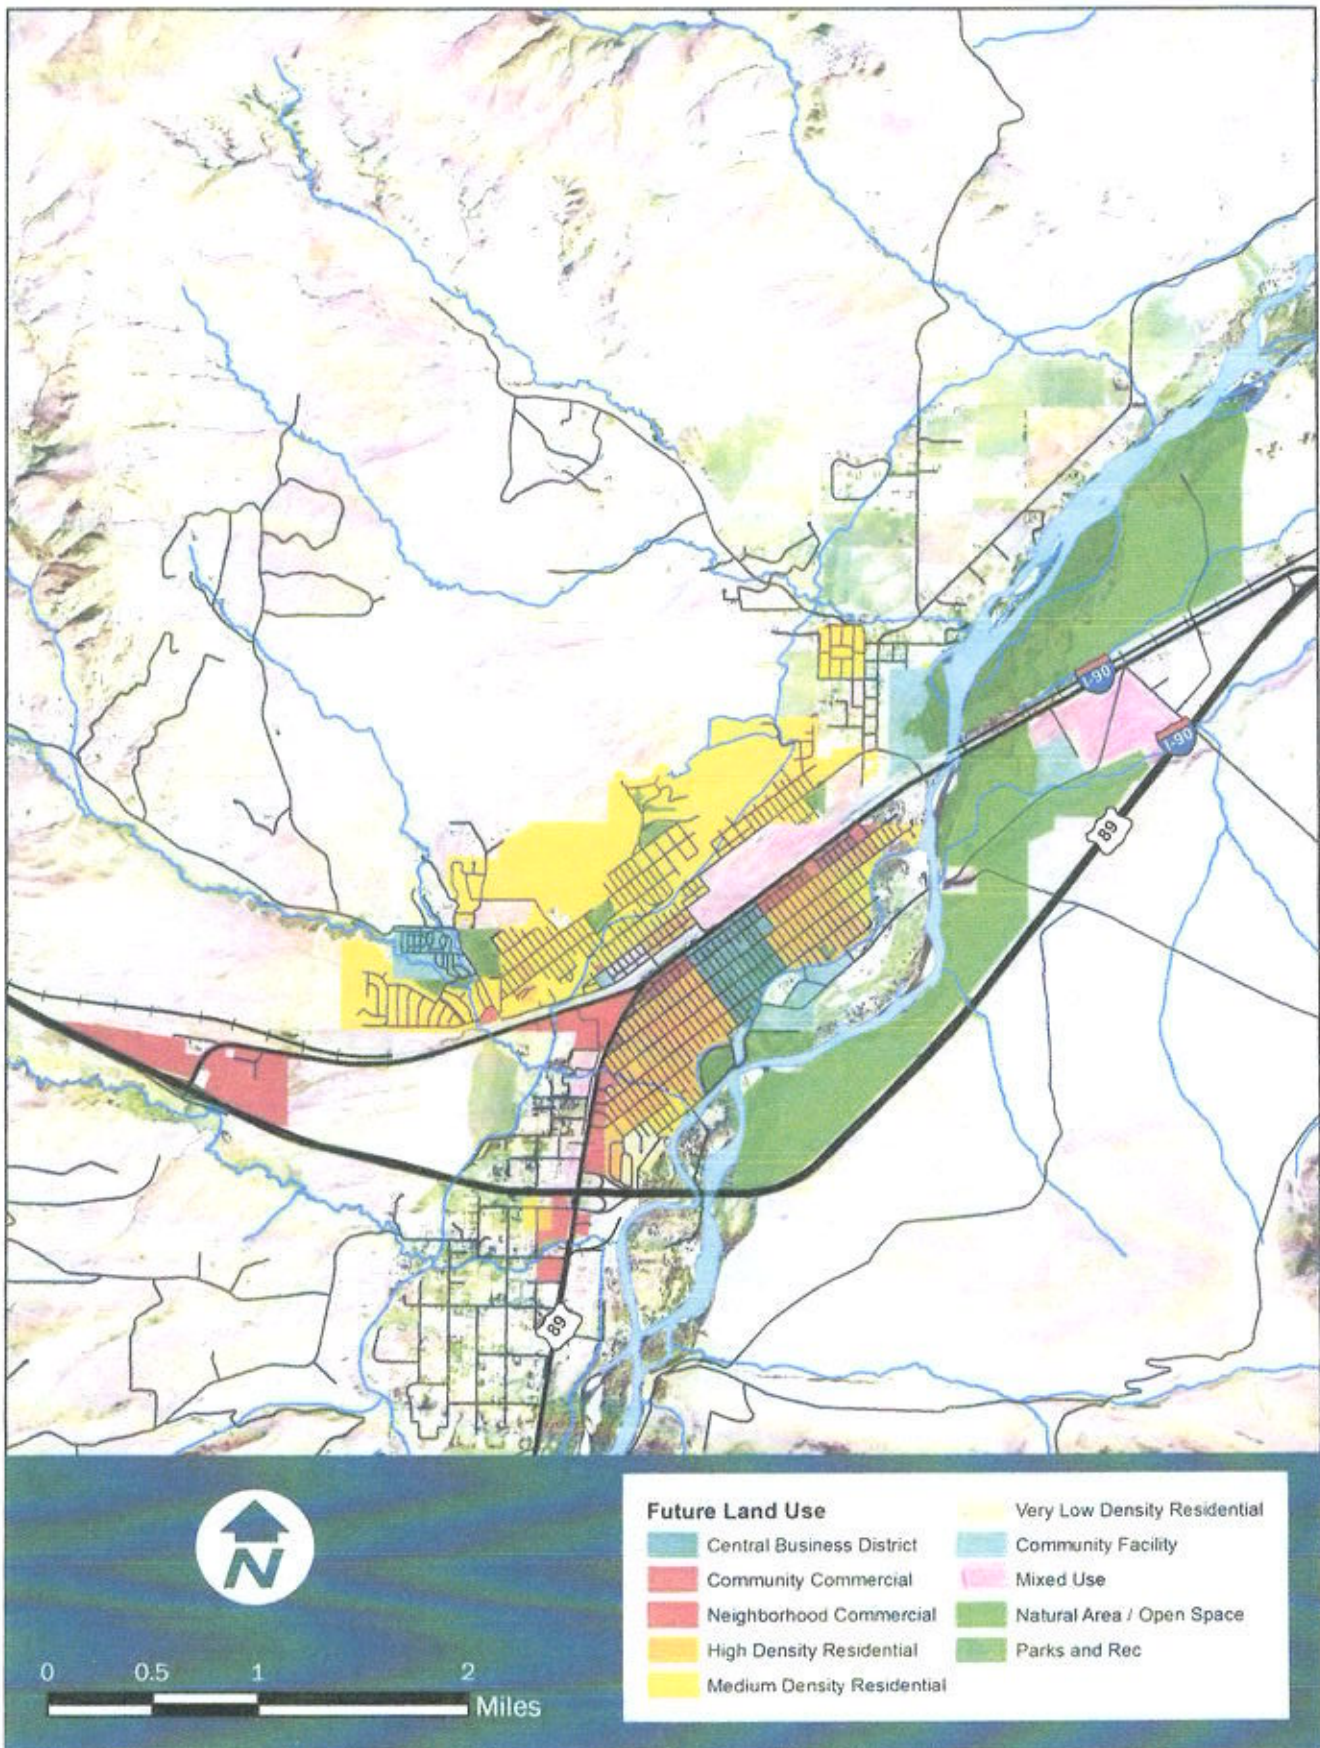 I-90
I-90
89
89
N
0 0.5 1 2
Miles
Future Land Use
Central Business District
Community Commercial
Neighborhood Commercial
High Density Residential
Medium Density Residential
Very Low Density Residential
Community Facility
Mixed Use
Natural Area / Open Space
Parks and Rec